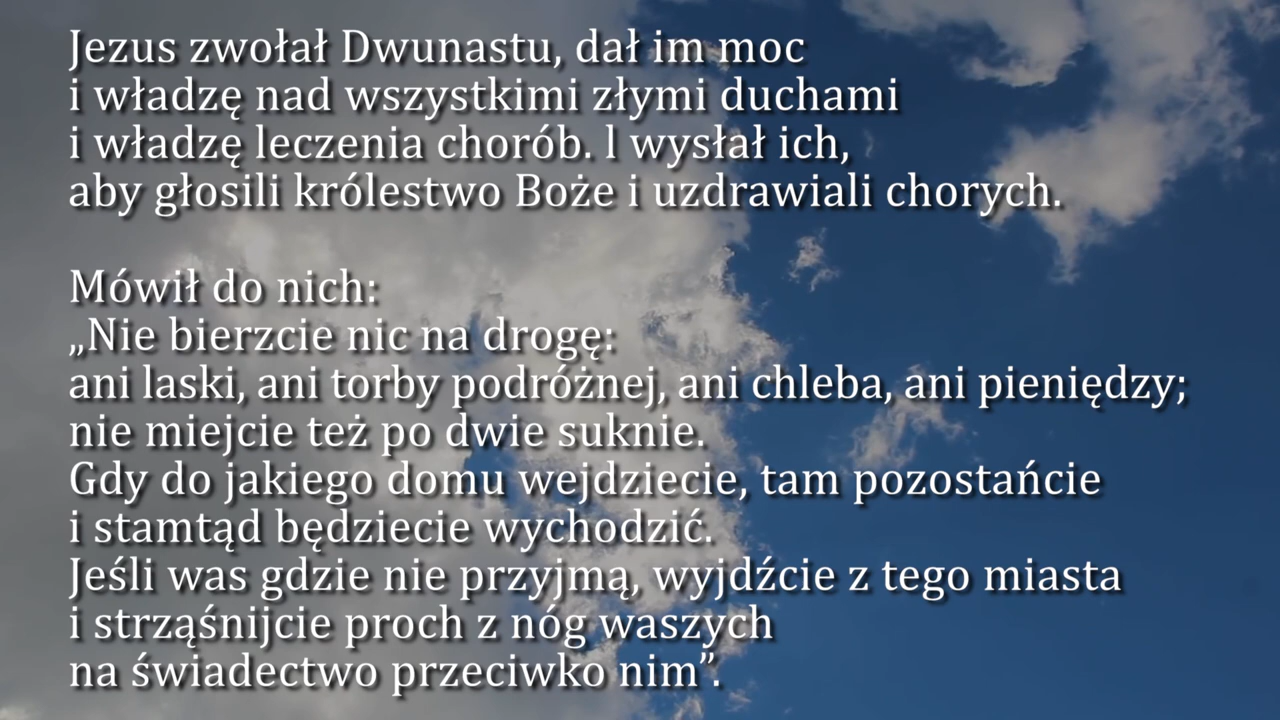 Jezus zwołał Dwunastu, dał im moc
i władzę nad wszystkimi złymi duchami
i władzę leczenia chorób. l wysłał ich,
aby głosili królestwo Boże i uzdrawiali chorych.
Mówił do nich:
„Nie bierzcie nic na drogę:
ani laski, ani torby podróżnej, ani chleba, ani pieniędzy;
nie miejcie też po dwie suknie.
Gdy do jakiego domu wejdziecie, tam pozostańcie
i stamtąd będziecie wychodzić.
Jeśli was gdzie nie przyjmą, wyjdźcie z tego miasta
i strząśnijcie proch z nóg waszych
na świadectwo przeciwko nim”.